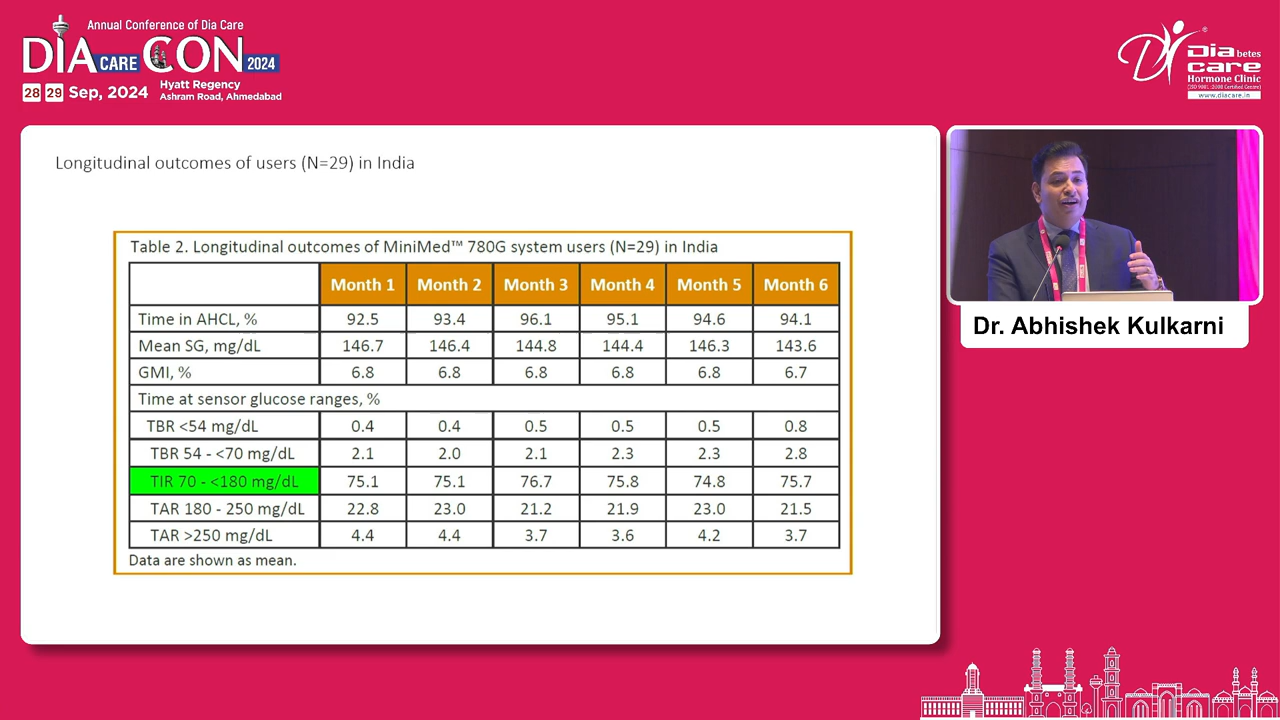 Annual Conference of Dia Care
DIA CARE CON 2024
28 29 Sep, 2024
Hyatt Regency
Ashram Road, Ahmedabad
Diabetes
care
Hormone Clinic
(ISO 9001:2008 Certified Centre)
www.diacare.in
Longitudinal outcomes of users (N=29) in India
Table 2. Longitudinal outcomes of MiniMed™ 780G system users (N=29) in India
Month 1 Month 2 Month 3 Month 4 Month 5 Month 6
Time in AHCL, % 92.5 93.4 96.1 95.1 94.6 94.1
Mean SG, mg/dL 146.7 146.4 144.8 144.4 146.3 143.6
GMI, % 6.8 6.8 6.8 6.8 6.8 6.7
Time at sensor glucose ranges, %
TBR <54 mg/dL 0.4 0.4 0.5 0.5 0.5 0.8
TBR 54 - <70 mg/dL 2.1 2.0 2.1 2.3 2.3 2.8
TIR 70 - <180 mg/dL 75.1 75.1 76.7 75.8 74.8 75.7
TAR 180 - 250 mg/dL 22.8 23.0 21.2 21.9 23.0 21.5
TAR >250 mg/dL 4.4 4.4 3.7 3.6 4.2 3.7
Data are shown as mean.
Dr. Abhishek Kulkarni